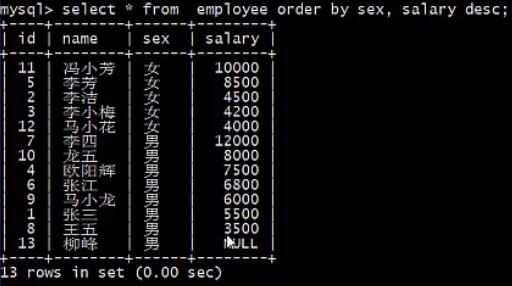 mysql> select * from  employee order by sex, salary desc;
+----+--------+-----+--------+
| id | name | sex | salary |
+----+--------+-----+--------+
| 11 | 冯小芳 | 女 | 10000 |
| 5 | 李芳 | 女 | 8500 |
| 2 | 李洁 | 女 | 4500 |
| 3 | 李小梅 | 女 | 4200 |
| 12 | 马小花 | 女 | 4000 |
| 7 | 李四 | 男 | 12000 |
| 10 | 龙五 | 男 | 8000 |
| 4 | 欧阳辉 | 男 | 7500 |
| 6 | 张江 | 男 | 6800 |
| 9 | 马小龙 | 男 | 6000 |
| 1 | 张三 | 男 | 5500 |
| 8 | 王五 | 男 | 3500 |
| 13 | 柳峰 | 男 | NULL |
+----+--------+-----+--------+
13 rows in set (0.00 sec)